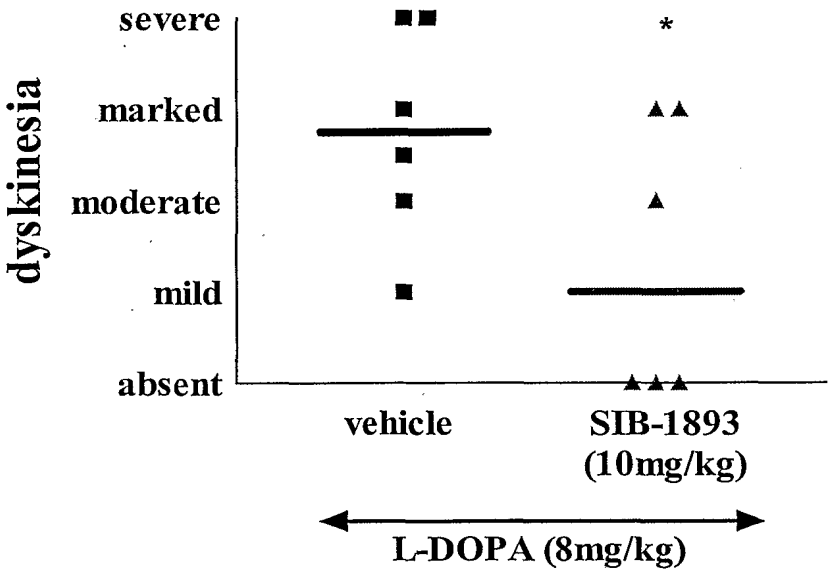 severe
*
marked
moderate
mild
absent
dyskinesia
vehicle
SIB-1893
(10mg/kg)
L-DOPA (8mg/kg)